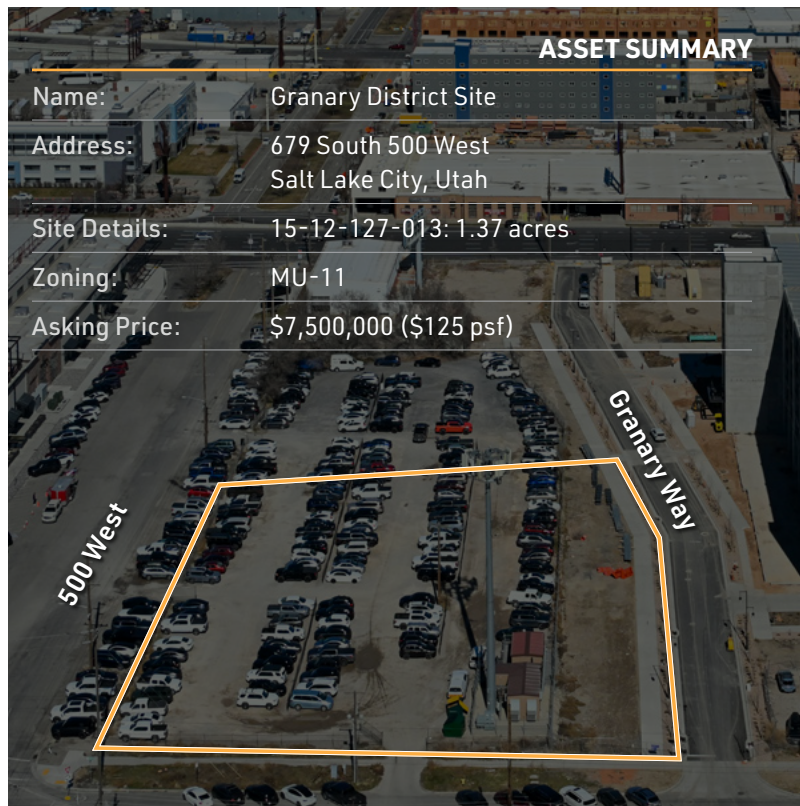 ASSET SUMMARY
Name: Granary District Site
Address: 679 South 500 West
Salt Lake City, Utah
Site Details: 15-12-127-013: 1.37 acres
Zoning: MU-11
Asking Price: $7,500,000 ($125 psf)
Granary Way
500 West